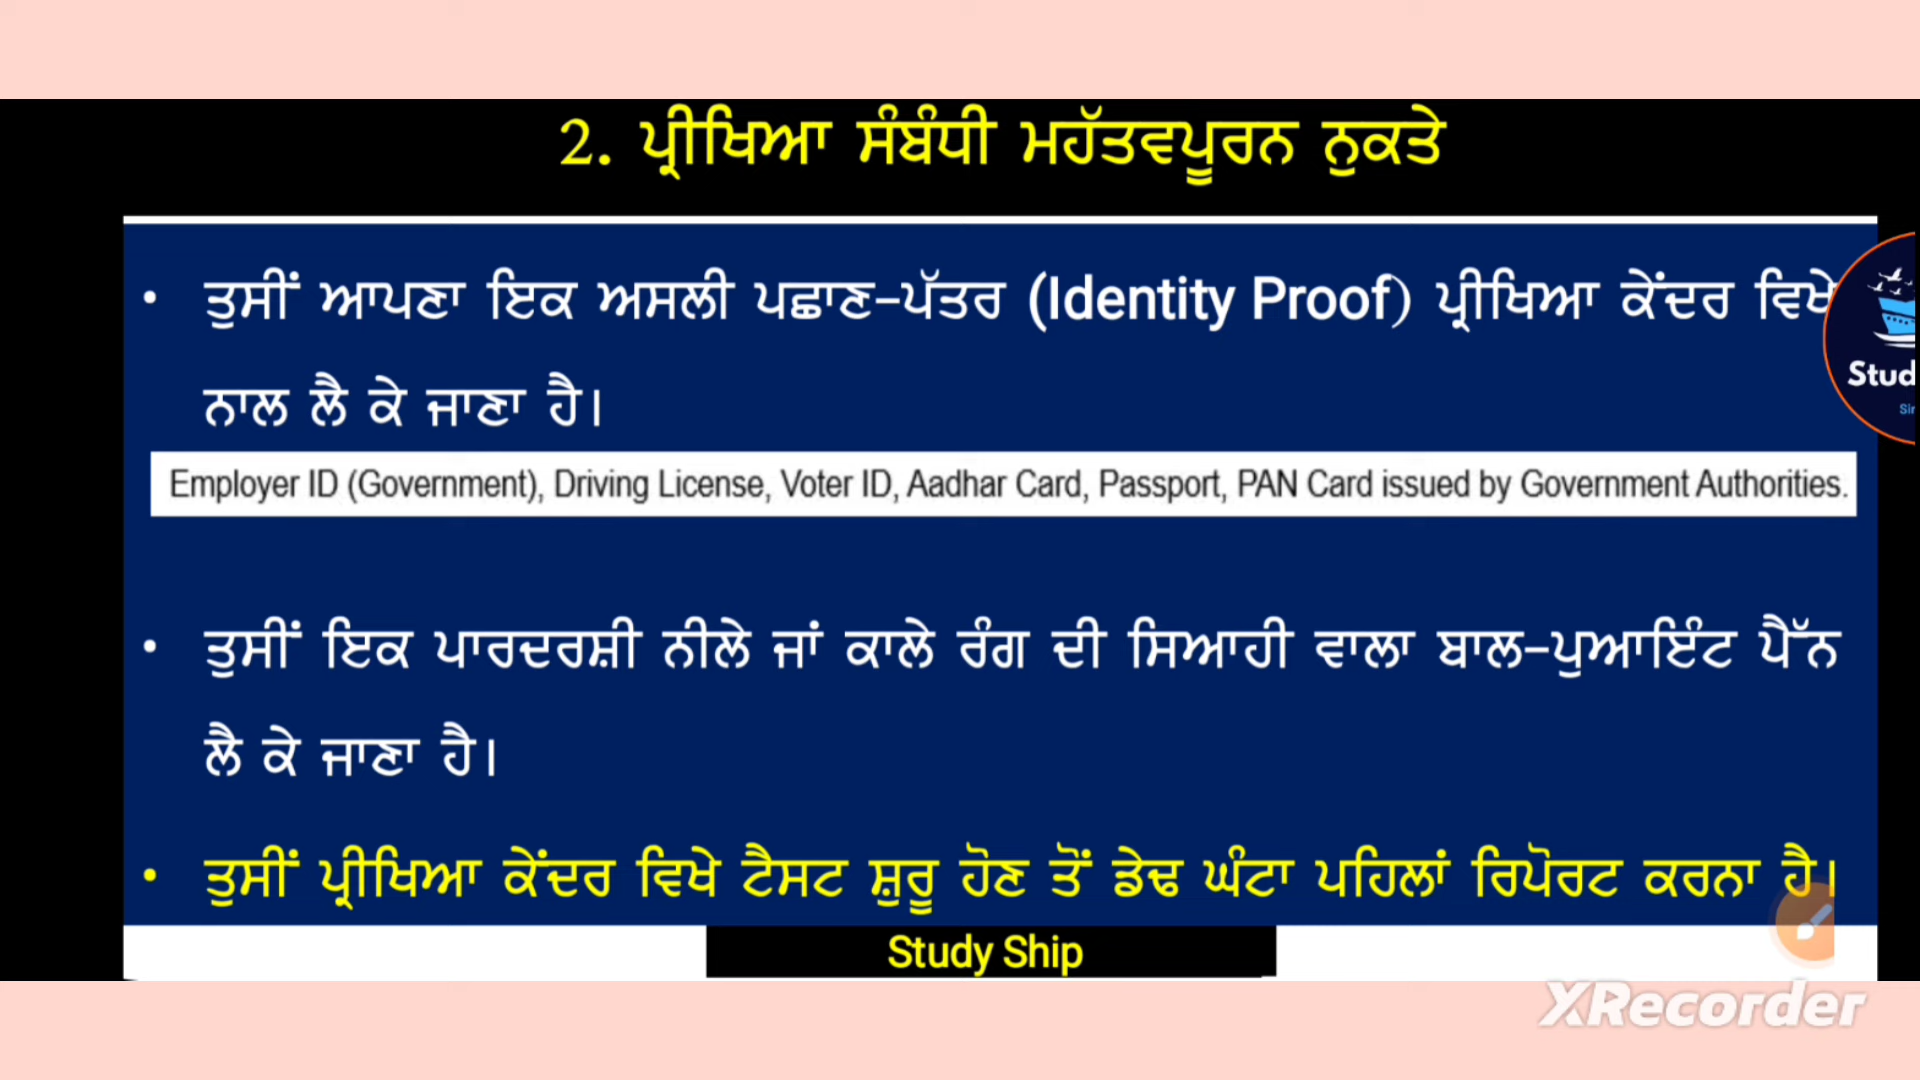 2. ਪ੍ਰੀਖਿਆ ਸੰਬੰਧੀ ਮਹੱਤਵਪੂਰਨ ਨੁਕਤੇ
• ਤੁਸੀਂ ਆਪਣਾ ਇਕ ਅਸਲੀ ਪਛਾਣ-ਪੱਤਰ (Identity Proof) ਪ੍ਰੀਖਿਆ ਕੇਂਦਰ ਵਿਖੇ
ਨਾਲ ਲੈ ਕੇ ਜਾਣਾ ਹੈ।
Employer ID (Government), Driving License, Voter ID, Aadhar Card, Passport, PAN Card issued by Government Authorities.
• ਤੁਸੀਂ ਇਕ ਪਾਰਦਰਸ਼ੀ ਨੀਲੇ ਜਾਂ ਕਾਲੇ ਰੰਗ ਦੀ ਸਿਆਹੀ ਵਾਲਾ ਬਾਲ-ਪੁਆਇੰਟ ਪੈੱਨ
ਲੈ ਕੇ ਜਾਣਾ ਹੈ।
• ਤੁਸੀਂ ਪ੍ਰੀਖਿਆ ਕੇਂਦਰ ਵਿਖੇ ਟੈਸਟ ਸ਼ੁਰੂ ਹੋਣ ਤੋਂ ਡੇਢ ਘੰਟਾ ਪਹਿਲਾਂ ਰਿਪੋਰਟ ਕਰਨਾ ਹੈ।
Study Ship
XRecorder